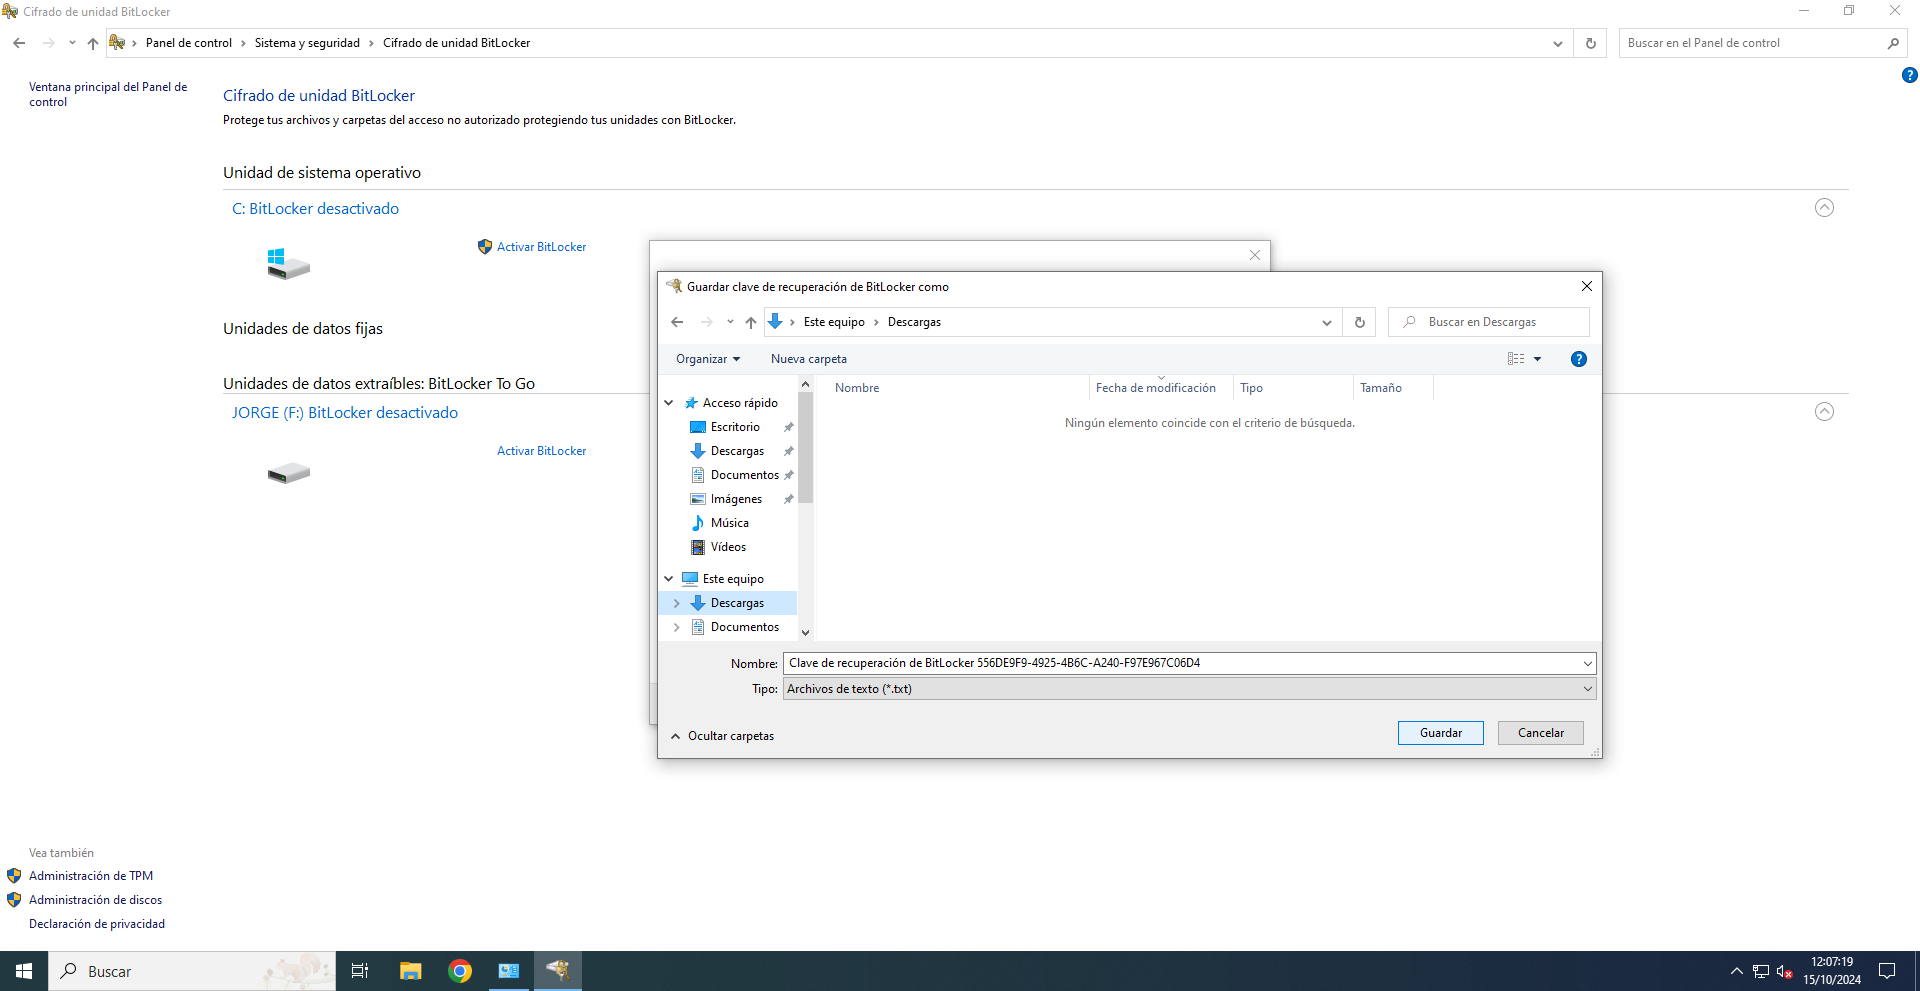 Cifrado de unidad BitLocker
Panel de control
Sistema y seguridad
Cifrado de unidad BitLocker
Buscar en el Panel de control
Ventana principal del Panel de
control
Cifrado de unidad BitLocker
Protege tus archivos y carpetas del acceso no autorizado protegiendo tus unidades con BitLocker.
Unidad de sistema operativo
C: BitLocker desactivado
Activar BitLocker
Unidades de datos fijas
Unidades de datos extraíbles: BitLocker To Go
JORGE (F:) BitLocker desactivado
Activar BitLocker
Guardar clave de recuperación de BitLocker como
Este equipo
Descargas
Buscar en Descargas
Organizar
Nueva carpeta
Nombre
Fecha de modificación
Tipo
Tamaño
Ningún elemento coincide con el criterio de búsqueda.
Acceso rápido
Escritorio
Descargas
Documentos
Imágenes
Música
Vídeos
Este equipo
Descargas
Documentos
Nombre: Clave de recuperación de BitLocker 556DE9F9-4925-4B6C-A240-F97E967C06D4
Tipo: Archivos de texto (*.txt)
Ocultar carpetas
Guardar
Cancelar
Vea también
Administración de TPM
Administración de discos
Declaración de privacidad
Buscar
12:07:19
15/10/2024